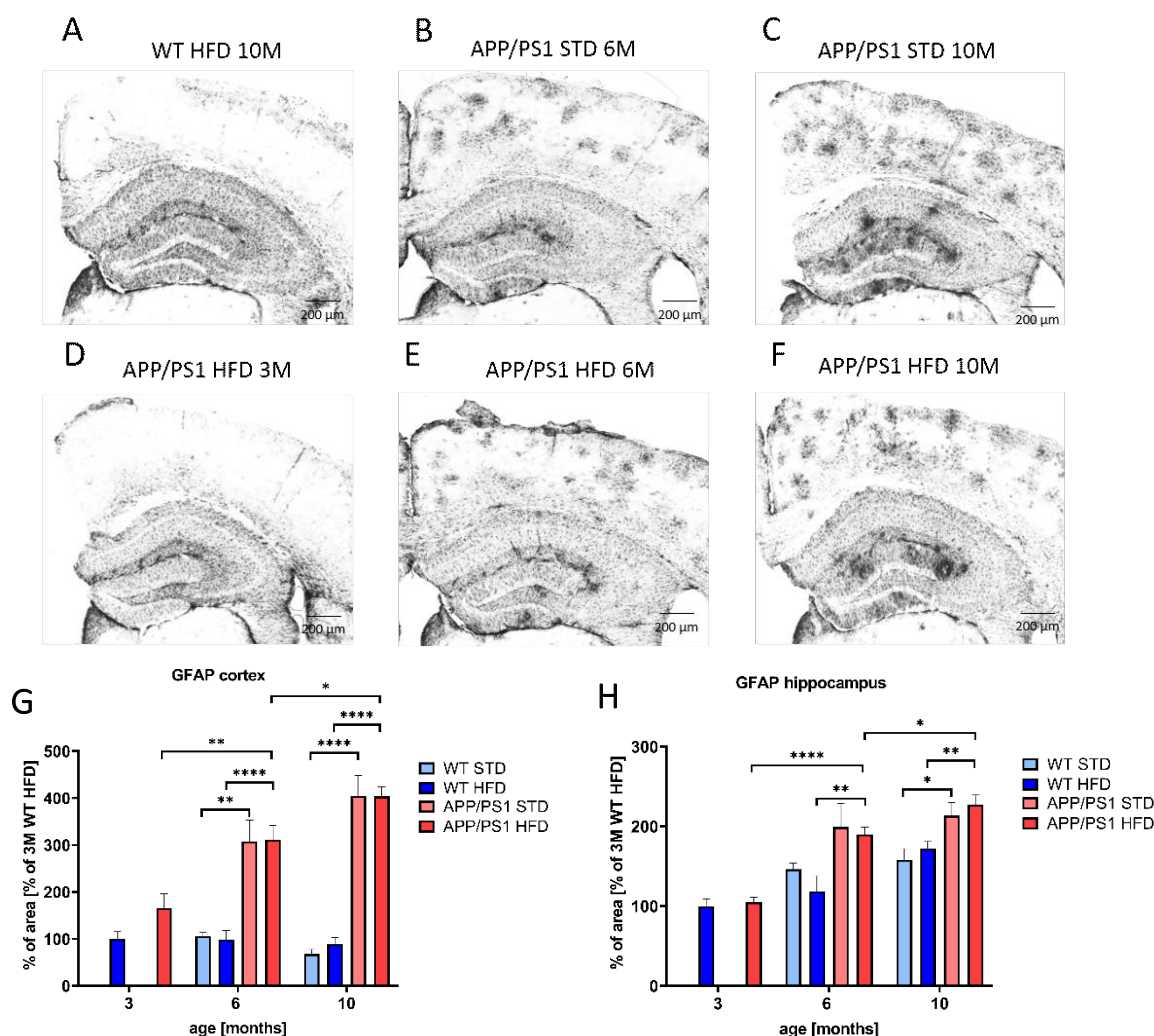 A
WT HFD 10M
B
APP/PS1 STD 6M
C
APP/PS1 STD 10M
200 µm
200 µm
200 µm
D
APP/PS1 HFD 3M
E
APP/PS1 HFD 6M
F
APP/PS1 HFD 10M
200 µm
200 µm
200 µm
G
GFAP cortex
% of area [% of 3M WT HFD]
500
400
300
200
100
0
3
6
10
age [months]
**
**
****
*
****
****
WT STD
WT HFD
APP/PS1 STD
APP/PS1 HFD
H
GFAP hippocampus
% of area [% of 3M WT HFD]
300
200
100
0
3
6
10
age [months]
****
**
*
**
*
WT STD
WT HFD
APP/PS1 STD
APP/PS1 HFD